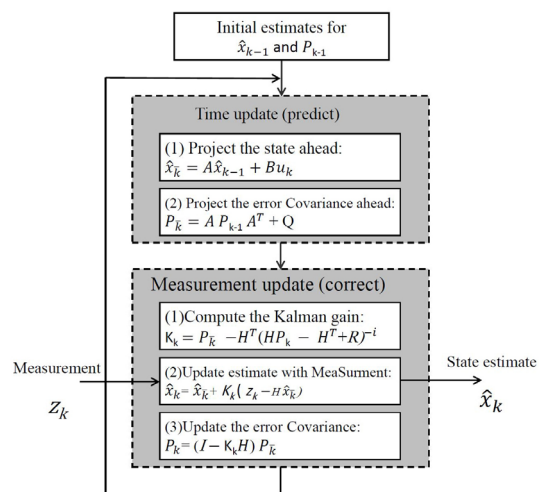 Initial estimates for
x̂ₖ₋₁ and Pₖ₋₁
Time update (predict)
(1) Project the state ahead:
x̂ₖ̄ = Ax̂ₖ₋₁ + Buₖ
(2) Project the error Covariance ahead:
Pₖ̄ = A Pₖ₋₁ Aᵀ + Q
Measurement update (correct)
(1)Compute the Kalman gain:
Kₖ = Pₖ̄ −Hᵀ(HPₖ − Hᵀ+R)⁻ⁱ
Measurement
zₖ
(2)Update estimate with MeaSurment:
x̂ₖ = x̂ₖ̄ + Kₖ( zₖ − Hx̂ₖ̄)
State estimate
x̂ₖ
(3)Update the error Covariance:
Pₖ = (I − KₖH) Pₖ̄